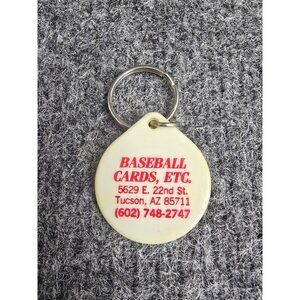 BASEBALL
CARDS, ETC.
5629 E. 22nd St.
Tucson, AZ 85711
(602) 748-2747